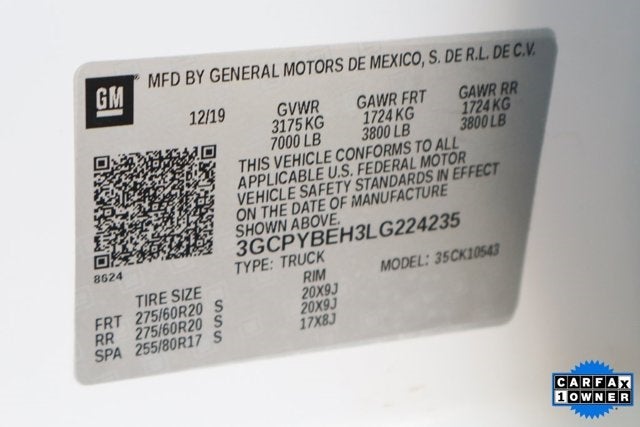 GM
MFD BY GENERAL MOTORS DE MEXICO, S. DE R.L. DE C.V.
12/19 GVWR GAWR FRT GAWR RR
3175 KG 1724 KG 1724 KG
7000 LB 3800 LB 3800 LB
THIS VEHICLE CONFORMS TO ALL
APPLICABLE U.S. FEDERAL MOTOR
VEHICLE SAFETY STANDARDS IN EFFECT
ON THE DATE OF MANUFACTURE
SHOWN ABOVE.
3GCPYBEH3LG224235
8624
TYPE: TRUCK MODEL: 35CK10543
TIRE SIZE RIM
FRT 275/60R20 S 20X9J
RR 275/60R20 S 20X9J
SPA 255/80R17 S 17X8J
CARFAX
1 OWNER